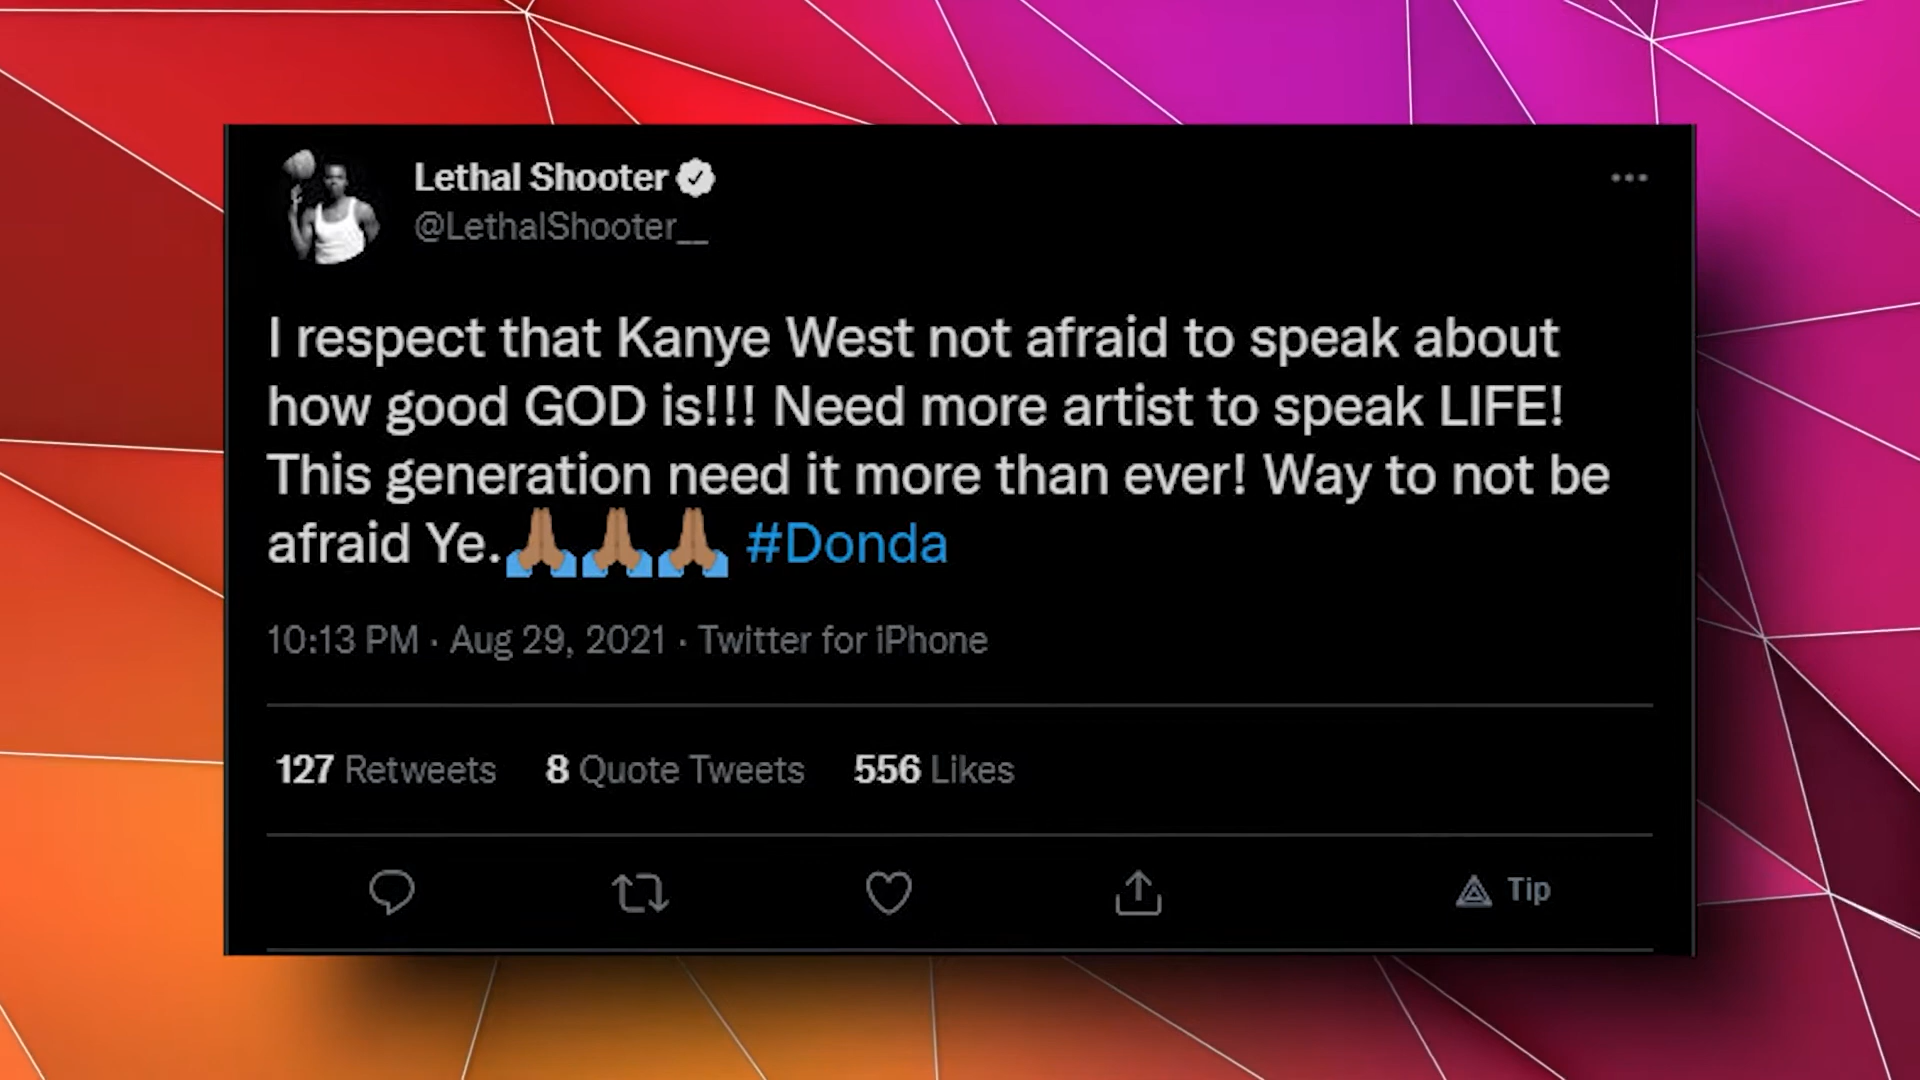 Lethal Shooter
@LethalShooter__
I respect that Kanye West not afraid to speak about
how good GOD is!!! Need more artist to speak LIFE!
This generation need it more than ever! Way to not be
afraid Ye.🙏🏽🙏🏽🙏🏽 #Donda
10:13 PM · Aug 29, 2021 · Twitter for iPhone
127 Retweets 8 Quote Tweets 556 Likes
Tip